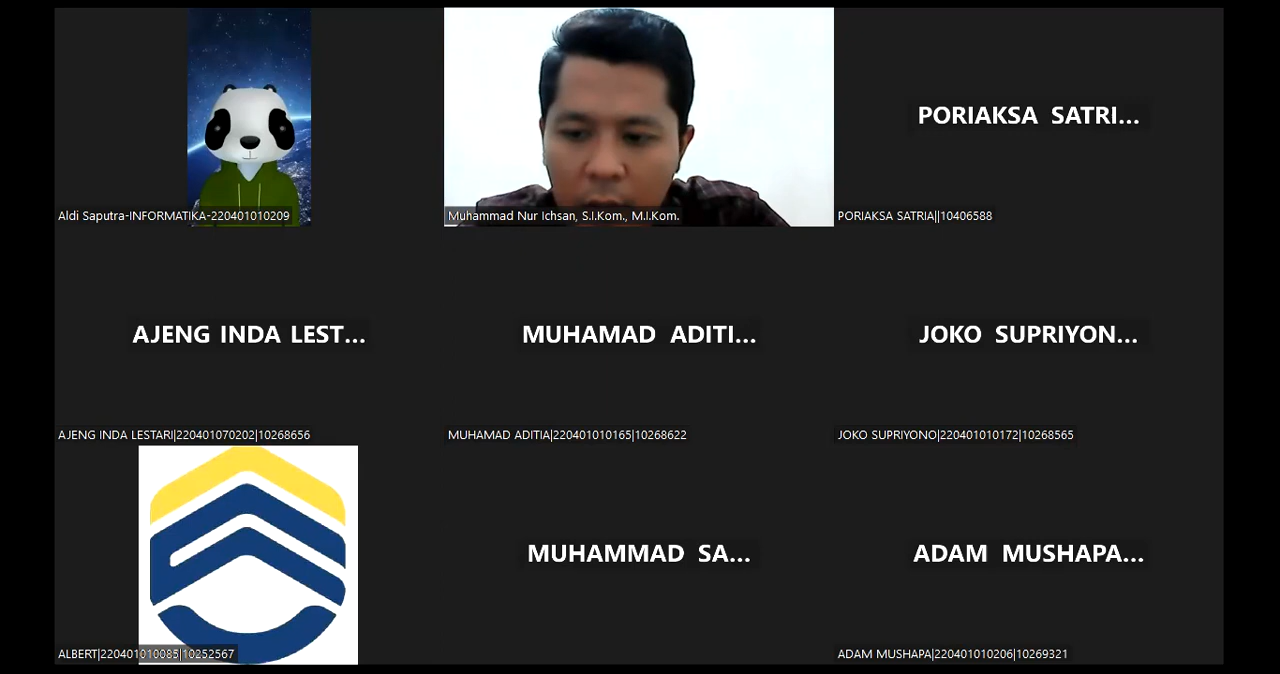 PORIAKSA SATRI...
Aldi Saputra-INFORMATIKA-220401010209
Muhammad Nur Ichsan, S.I.Kom., M.I.Kom.
PORIAKSA SATRIA||10406588
AJENG INDA LEST...
MUHAMAD ADITI...
JOKO SUPRIYON...
AJENG INDA LESTARI|220401070202|10268656
MUHAMAD ADITIA|220401010165|10268622
JOKO SUPRIYONO|220401010172|10268565
MUHAMMAD SA...
ADAM MUSHAPA...
ALBERT|220401010085|10252567
ADAM MUSHAPA|220401010206|10269321